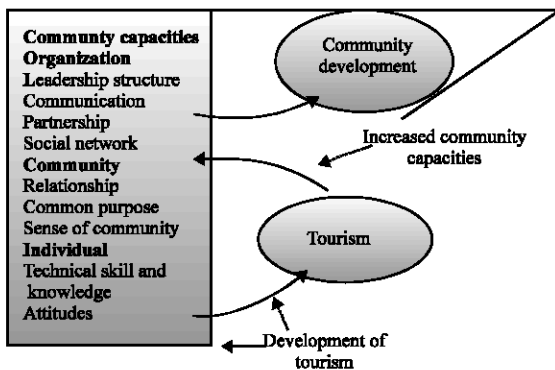 Communty capacities
Organization
Leadership structure
Communication
Partnership
Social network
Community
Relationship
Common purpose
Sense of community
Individual
Technical skill and
knowledge
Attitudes
Community
development
Increased community
capacities
Tourism
Development of
tourism